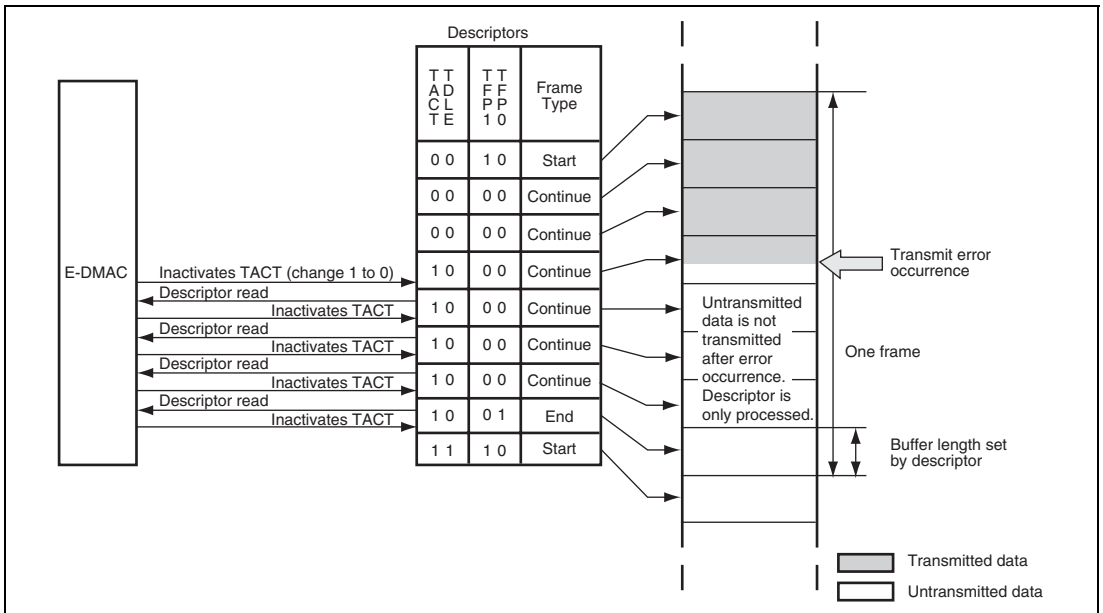 Descriptors
T T
A D
C L
T E
T T
F F
P P
1 0
Frame
Type
0 0 1 0 Start
0 0 0 0 Continue
0 0 0 0 Continue
1 0 0 0 Continue
1 0 0 0 Continue
1 0 0 0 Continue
1 0 0 0 Continue
1 0 0 1 End
1 1 1 0 Start
E-DMAC
Inactivates TACT (change 1 to 0)
Descriptor read
Inactivates TACT
Descriptor read
Inactivates TACT
Descriptor read
Inactivates TACT
Descriptor read
Inactivates TACT
Untransmitted
data is not
transmitted
after error
occurrence.
Descriptor is
only processed.
Transmit error
occurrence
One frame
Buffer length set
by descriptor
Transmitted data
Untransmitted data